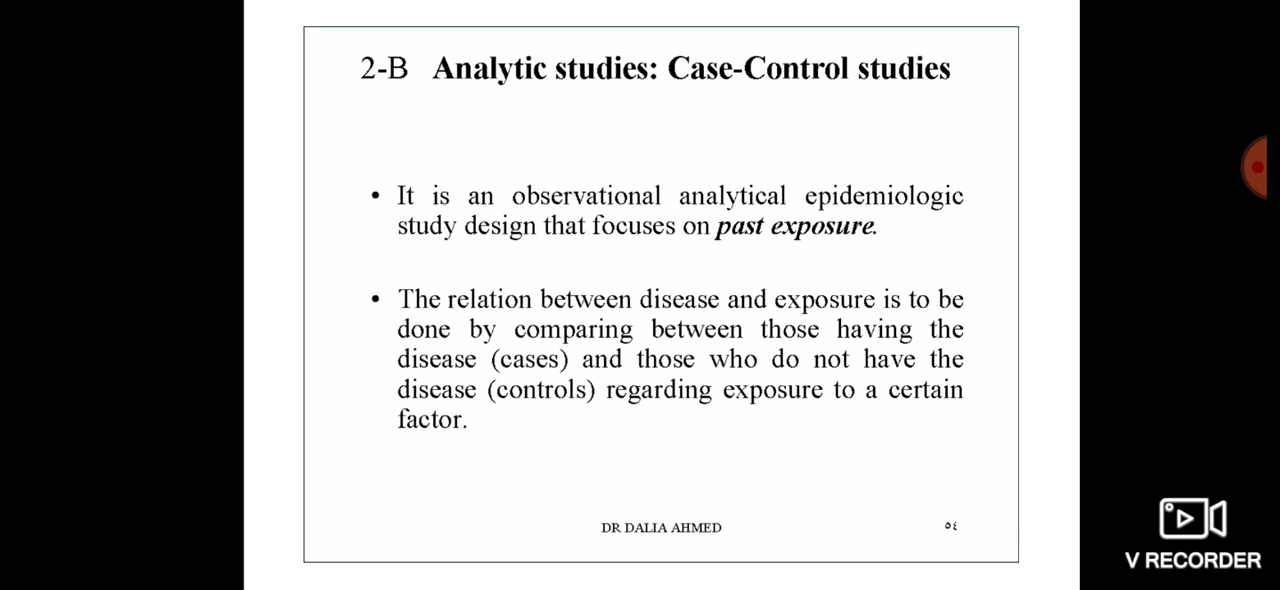 2-B Analytic studies: Case-Control studies
• It is an observational analytical epidemiologic
study design that focuses on past exposure.
• The relation between disease and exposure is to be
done by comparing between those having the
disease (cases) and those who do not have the
disease (controls) regarding exposure to a certain
factor.
DR DALIA AHMED
٥٤
V RECORDER